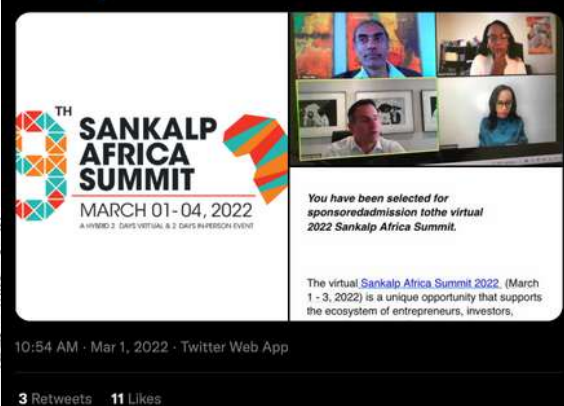 9TH
SANKALP
AFRICA
SUMMIT
MARCH 01-04, 2022
A HYBRID 2 DAYS VIRTUAL & 2 DAYS IN-PERSON EVENT
You have been selected for
sponsoredadmission tothe virtual
2022 Sankalp Africa Summit.
The virtual Sankalp Africa Summit 2022 (March
1 - 3, 2022) is a unique opportunity that supports
the ecosystem of entrepreneurs, investors,
10:54 AM · Mar 1, 2022 · Twitter Web App
3 Retweets 11 Likes